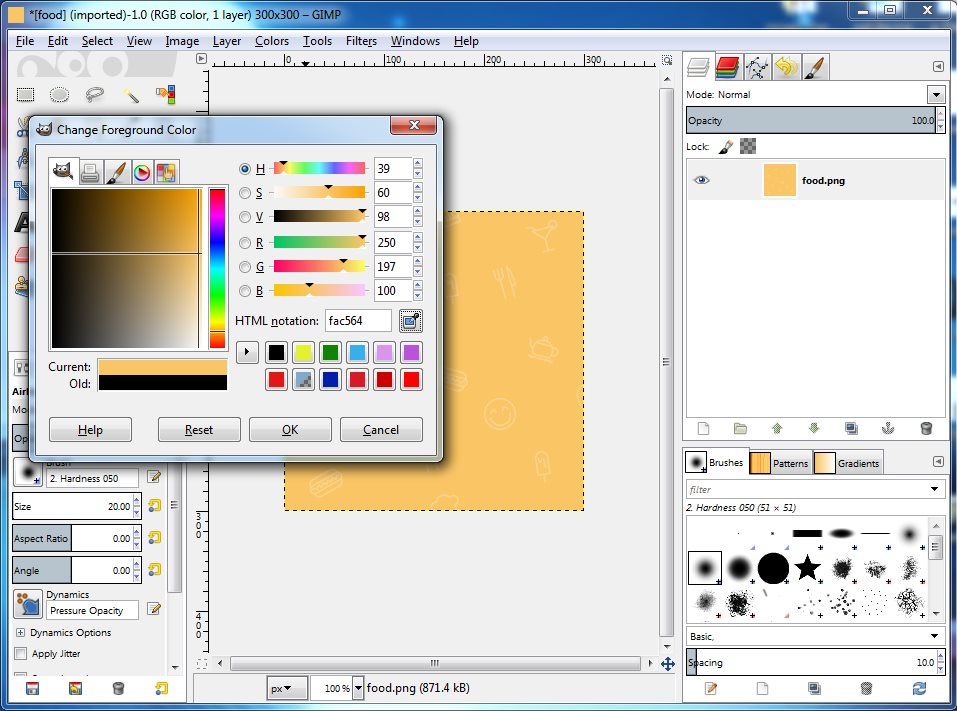 *[food] (imported)-1.0 (RGB color, 1 layer) 300x300 – GIMP
File Edit Select View Image Layer Colors Tools Filters Windows Help
0 100 200 300
Mode: Normal
Opacity 100.0
Lock:
food.png
Change Foreground Color
H 39
S 60
V 98
R 250
G 197
B 100
HTML notation: fac564
Current:
Old:
Help Reset OK Cancel
Brush
2. Hardness 050
Size 20.00
Aspect Ratio 0.00
Angle 0.00
Dynamics
Pressure Opacity
Dynamics Options
Apply Jitter
300
400
px 100 % food.png (871.4 kB)
Brushes Patterns Gradients
filter
2. Hardness 050 (51 × 51)
Basic,
Spacing 10.0